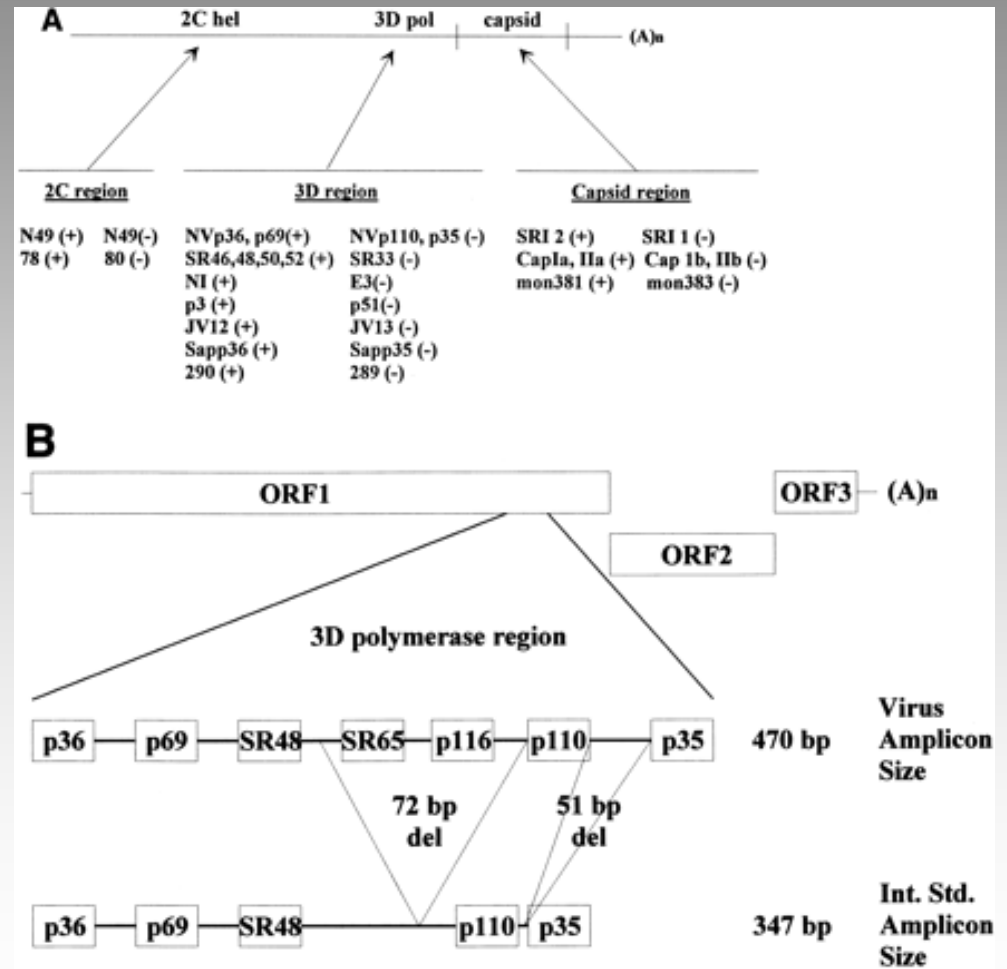 A
2C hel 3D pol capsid
(A)n
2C region 3D region Capsid region
N49 (+) N49(-) NVp36, p69(+) NVp110, p35 (-) SRI 2 (+) SRI 1 (-)
78 (+) 80 (-) SR46,48,50,52 (+) SR33 (-) CapIa, IIa (+) Cap 1b, IIb (-)
NI (+) E3(-) mon381 (+) mon383 (-)
p3 (+) p51(-)
JV12 (+) JV13 (-)
Sapp36 (+) Sapp35 (-)
290 (+) 289 (-)
B
ORF1 ORF3 (A)n
ORF2
3D polymerase region
p36 p69 SR48 SR65 p116 p110 p35 470 bp Virus
Amplicon
Size
72 bp 51 bp
del del
p36 p69 SR48 p110 p35 347 bp Int. Std.
Amplicon
Size